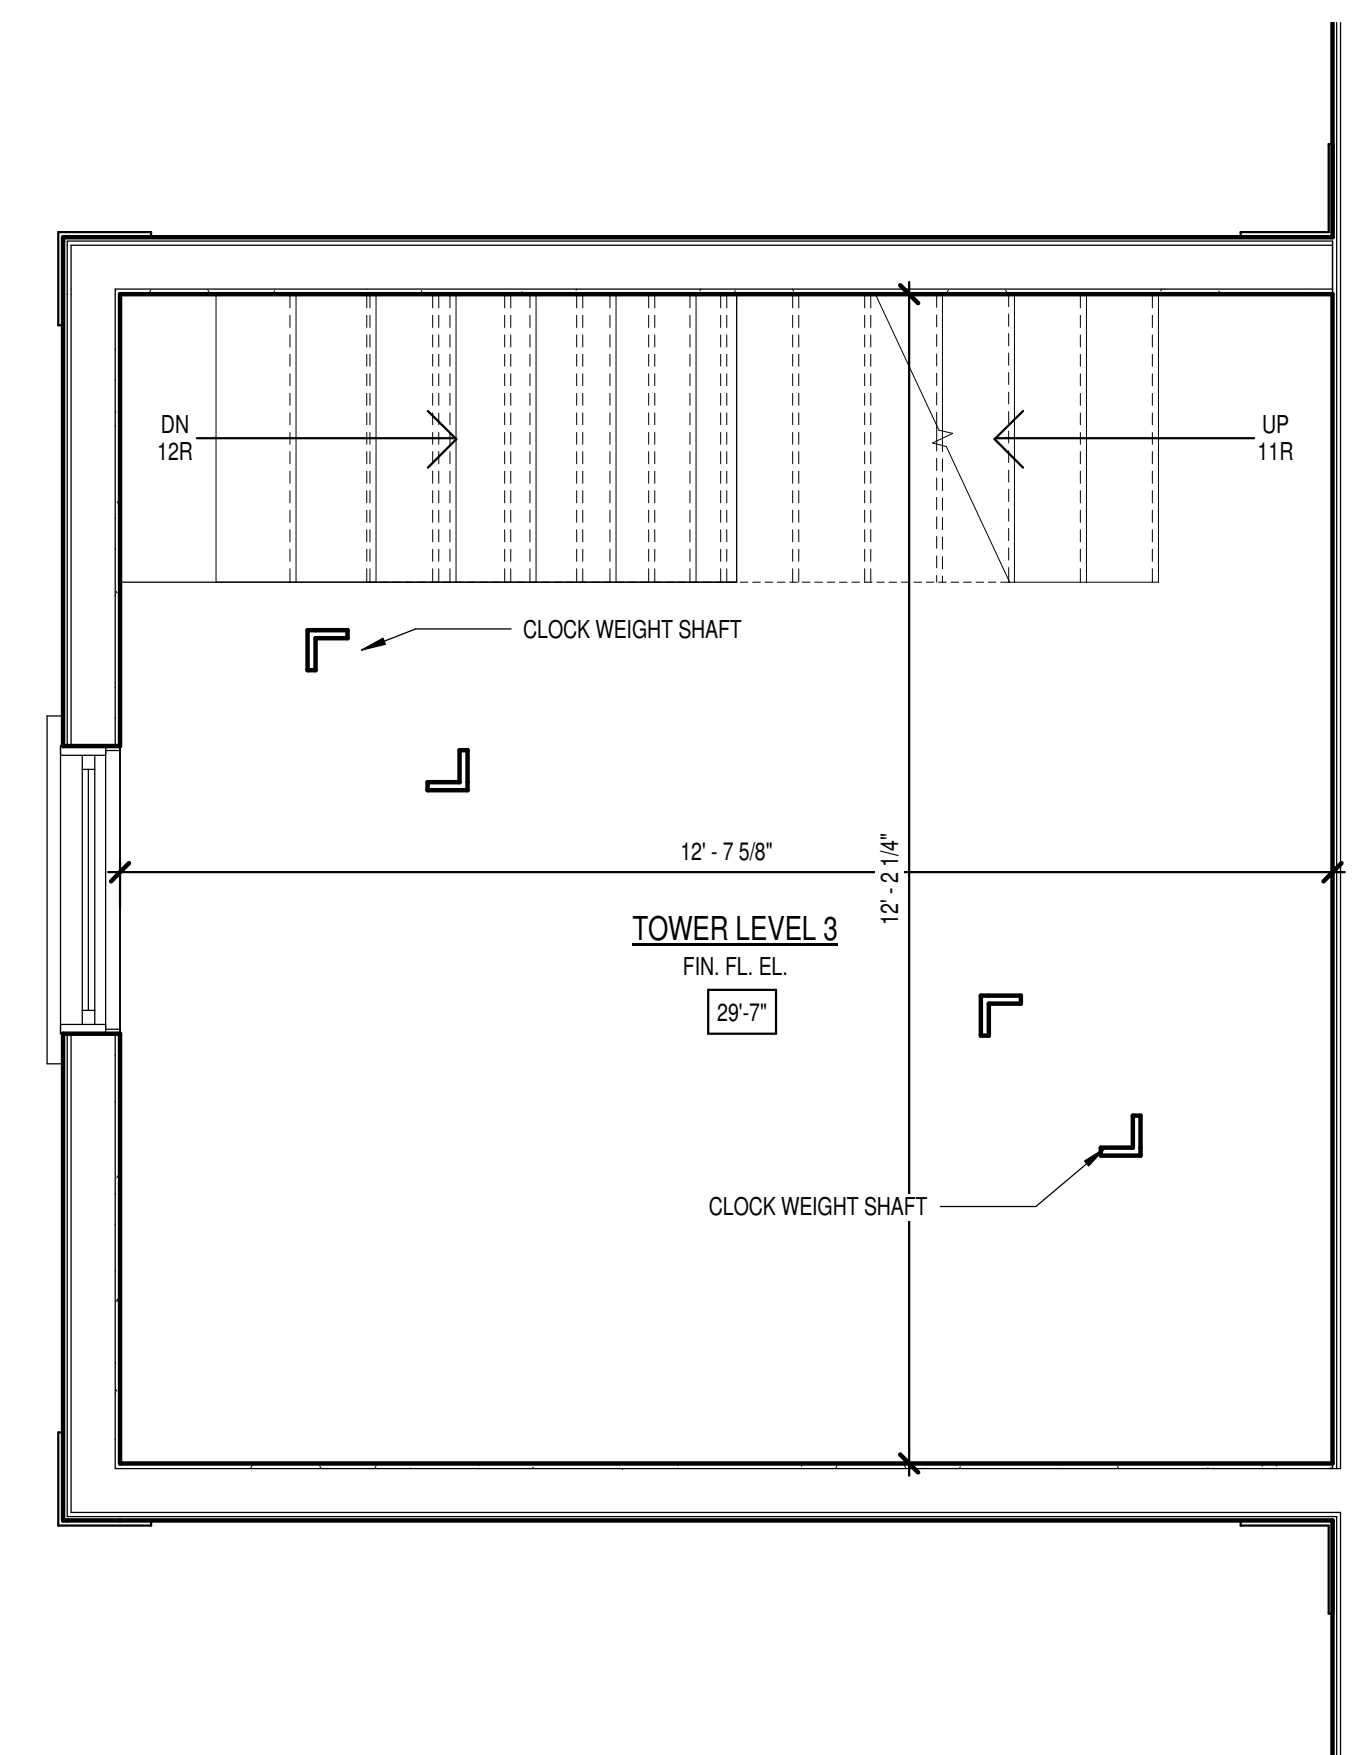 DN
12R
UP
11R
CLOCK WEIGHT SHAFT
12' - 7 5/8"
12' - 2 1/4"
TOWER LEVEL 3
FIN. FL. EL.
29'-7"
CLOCK WEIGHT SHAFT